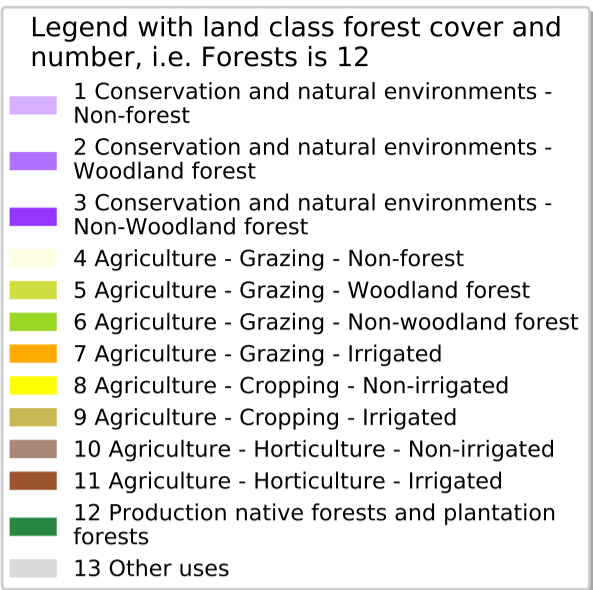 Legend with land class forest cover and
number, i.e. Forests is 12
1 Conservation and natural environments -
Non-forest
2 Conservation and natural environments -
Woodland forest
3 Conservation and natural environments -
Non-Woodland forest
4 Agriculture - Grazing - Non-forest
5 Agriculture - Grazing - Woodland forest
6 Agriculture - Grazing - Non-woodland forest
7 Agriculture - Grazing - Irrigated
8 Agriculture - Cropping - Non-irrigated
9 Agriculture - Cropping - Irrigated
10 Agriculture - Horticulture - Non-irrigated
11 Agriculture - Horticulture - Irrigated
12 Production native forests and plantation
forests
13 Other uses